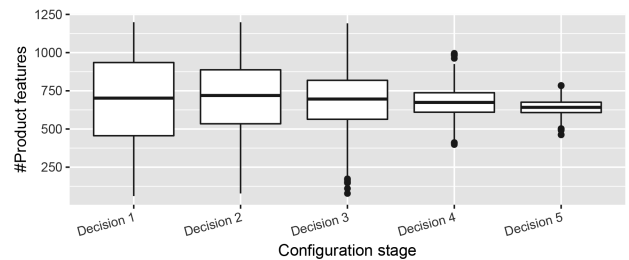 1250
1000
750
500
250
#Product features
Decision 1
Decision 2
Decision 3
Decision 4
Decision 5
Configuration stage